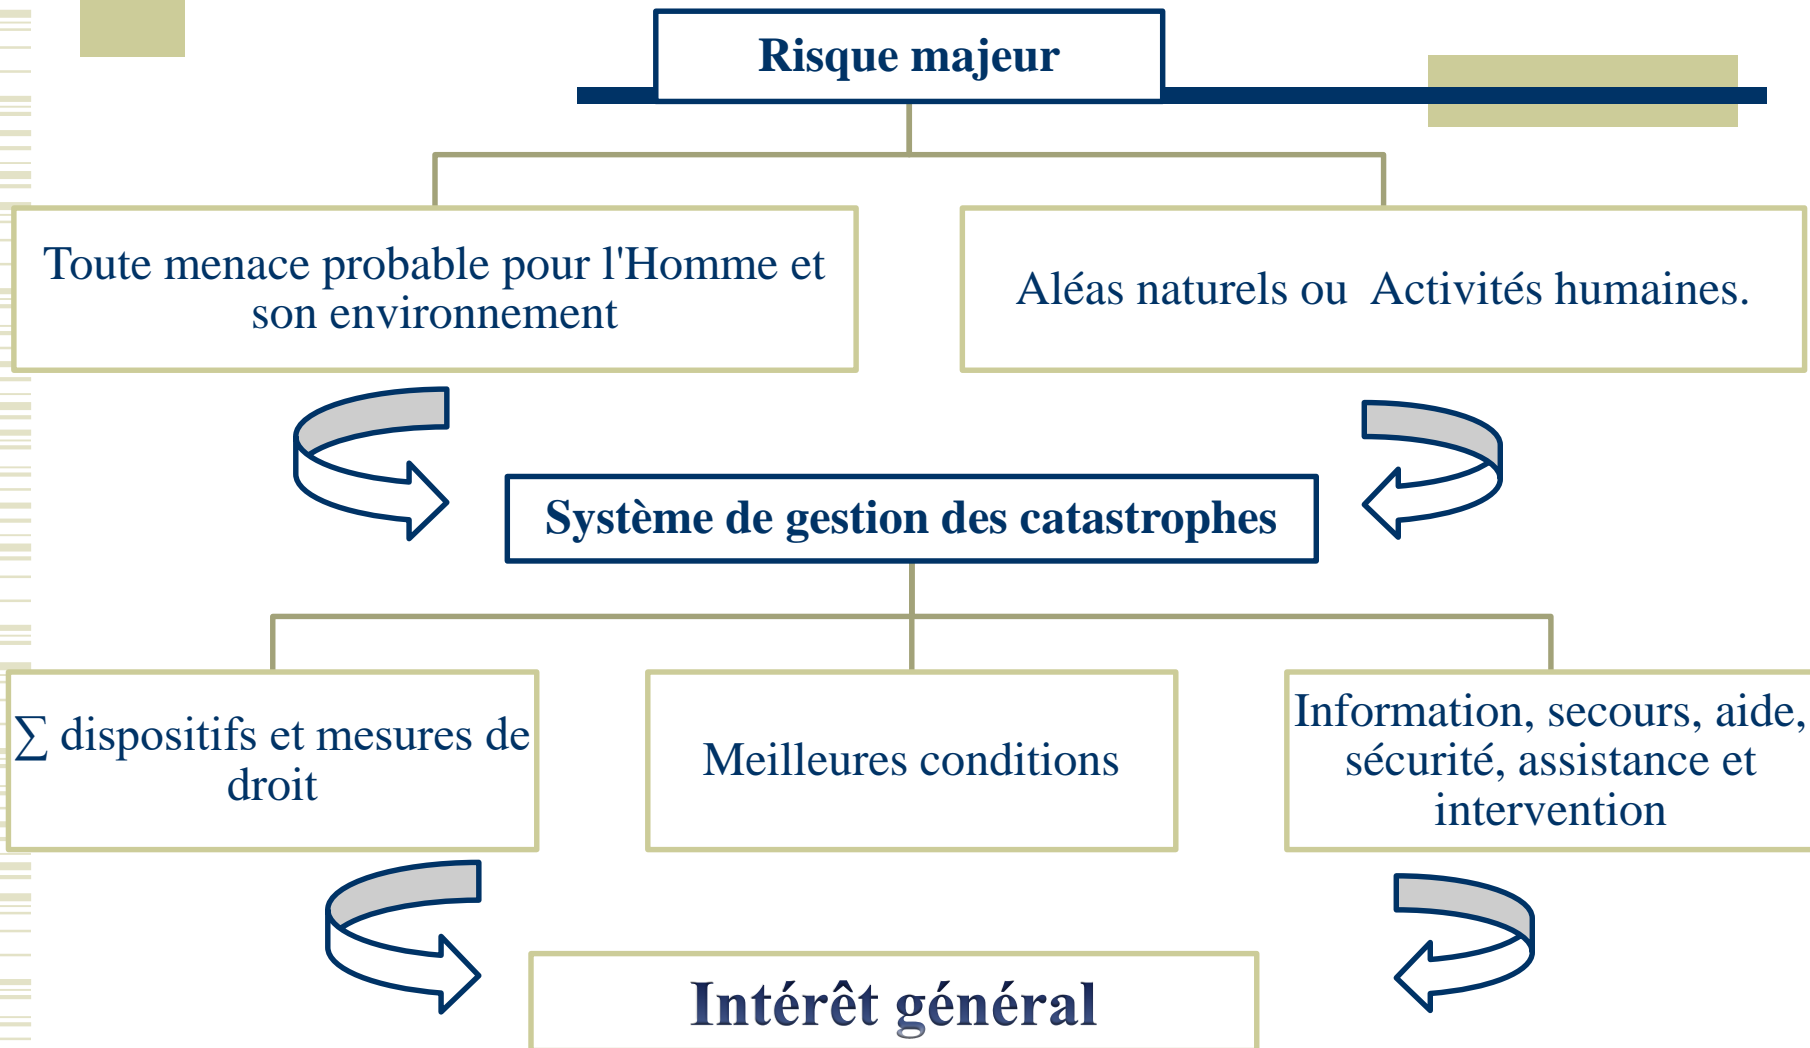 Risque majeur
Toute menace probable pour l'Homme et
son environnement
Aléas naturels ou  Activités humaines.
Système de gestion des catastrophes
∑ dispositifs et mesures de
droit
Meilleures conditions
Information, secours, aide,
sécurité, assistance et
intervention
Intérêt général